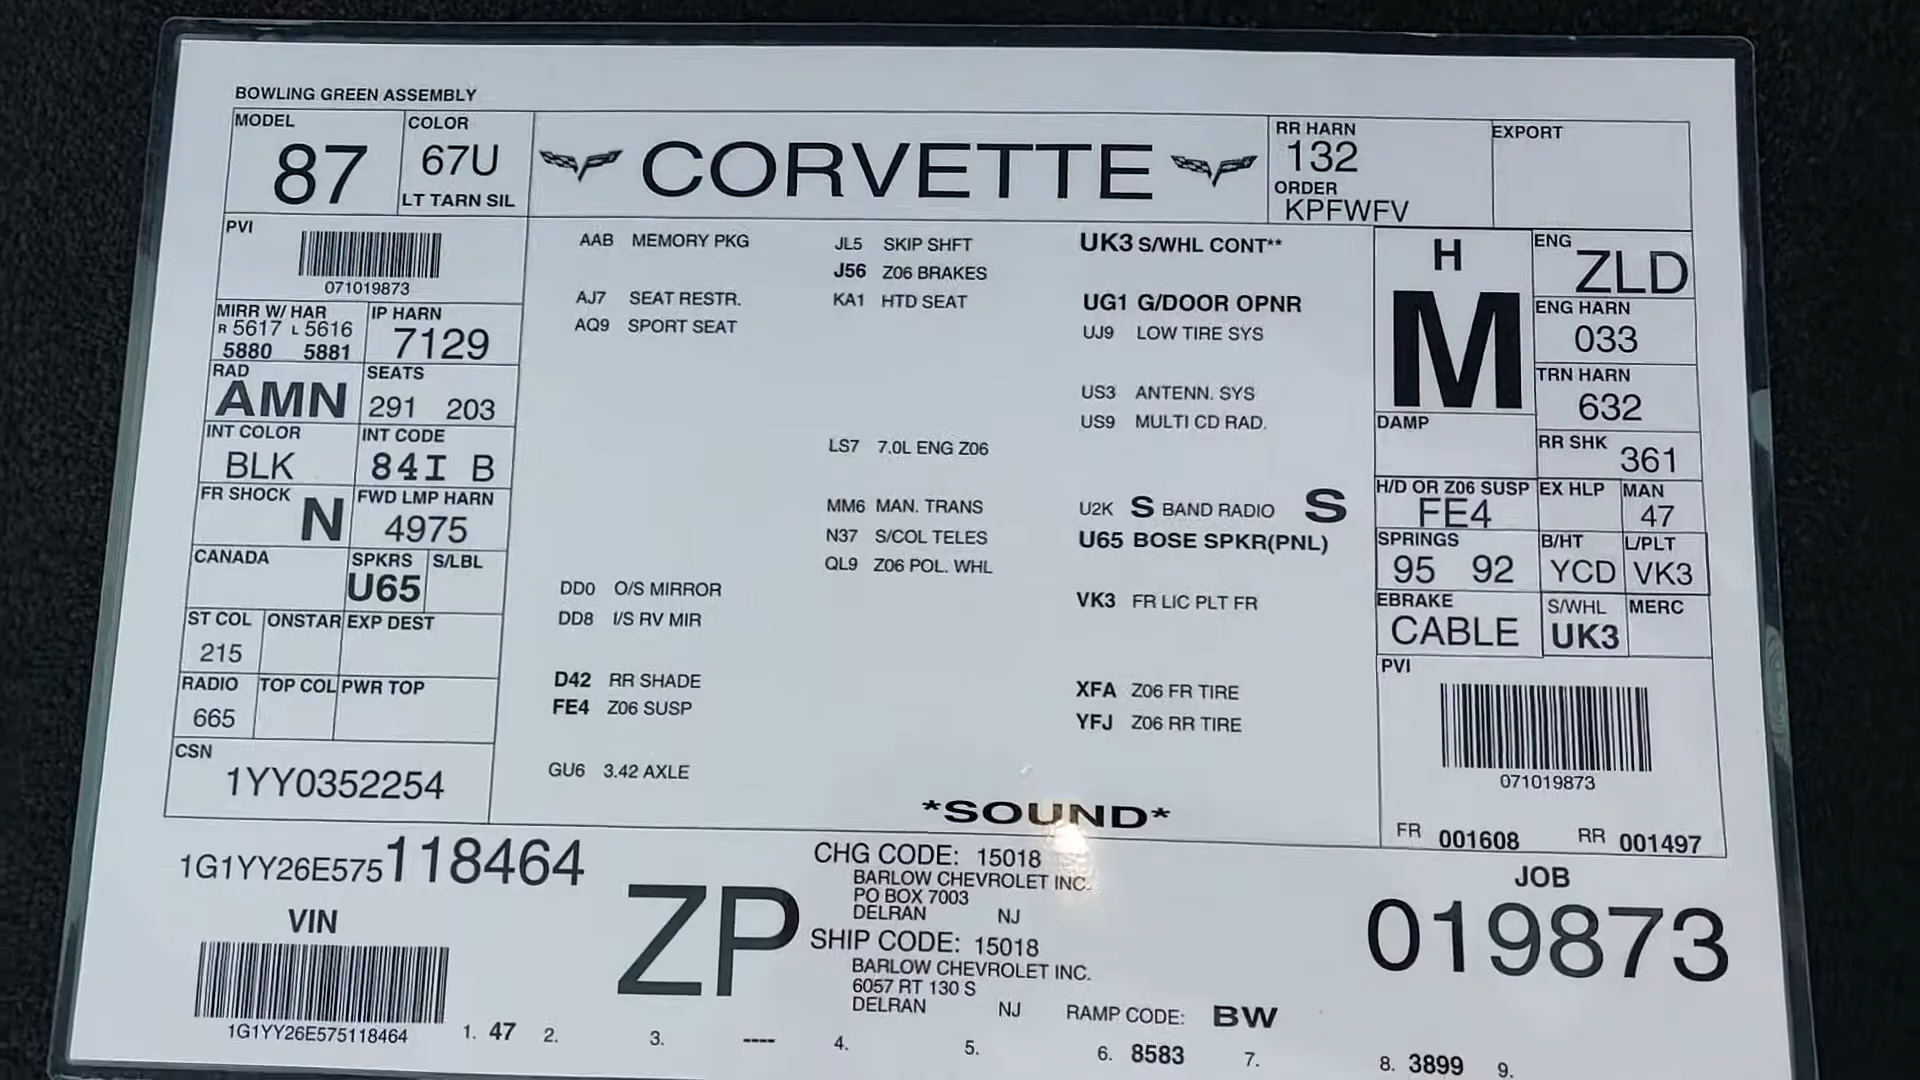 BOWLING GREEN ASSEMBLY
MODEL
87
COLOR
67U
LT TARN SIL
CORVETTE
RR HARN
132
ORDER
KPFWFV
EXPORT
PVI
071019873
MIRR W/ HAR
R 5617 L 5616
5880 5881
IP HARN
7129
RAD
AMN
SEATS
291 203
INT COLOR
BLK
INT CODE
84I B
FR SHOCK
N
FWD LMP HARN
4975
CANADA
SPKRS
U65
S/LBL
ST COL
215
ONSTAR
EXP DEST
RADIO
665
TOP COL
PWR TOP
CSN
1YY0352254
AAB MEMORY PKG
AJ7 SEAT RESTR.
AQ9 SPORT SEAT
DD0 O/S MIRROR
DD8 I/S RV MIR
D42 RR SHADE
FE4 Z06 SUSP
GU6 3.42 AXLE
JL5 SKIP SHFT
J56 Z06 BRAKES
KA1 HTD SEAT
LS7 7.0L ENG Z06
MM6 MAN. TRANS
N37 S/COL TELES
QL9 Z06 POL. WHL
UK3 S/WHL CONT**
UG1 G/DOOR OPNR
UJ9 LOW TIRE SYS
US3 ANTENN. SYS
US9 MULTI CD RAD.
U2K S BAND RADIO S
U65 BOSE SPKR(PNL)
VK3 FR LIC PLT FR
XFA Z06 FR TIRE
YFJ Z06 RR TIRE
*SOUND*
H
M
ENG
ZLD
ENG HARN
033
TRN HARN
632
DAMP
RR SHK
361
H/D OR Z06 SUSP
FE4
EX HLP
MAN
47
SPRINGS
95 92
B/HT
YCD
L/PLT
VK3
EBRAKE
CABLE
S/WHL
UK3
MERC
PVI
071019873
FR 001608 RR 001497
1G1YY26E575118464
VIN
1G1YY26E575118464
ZP
CHG CODE: 15018
BARLOW CHEVROLET INC.
PO BOX 7003
DELRAN NJ
SHIP CODE: 15018
BARLOW CHEVROLET INC.
6057 RT 130 S
DELRAN NJ
RAMP CODE: BW
JOB
019873
1. 47 2. 3. ---- 4. 5. 6. 8583 7. 8. 3899 9.